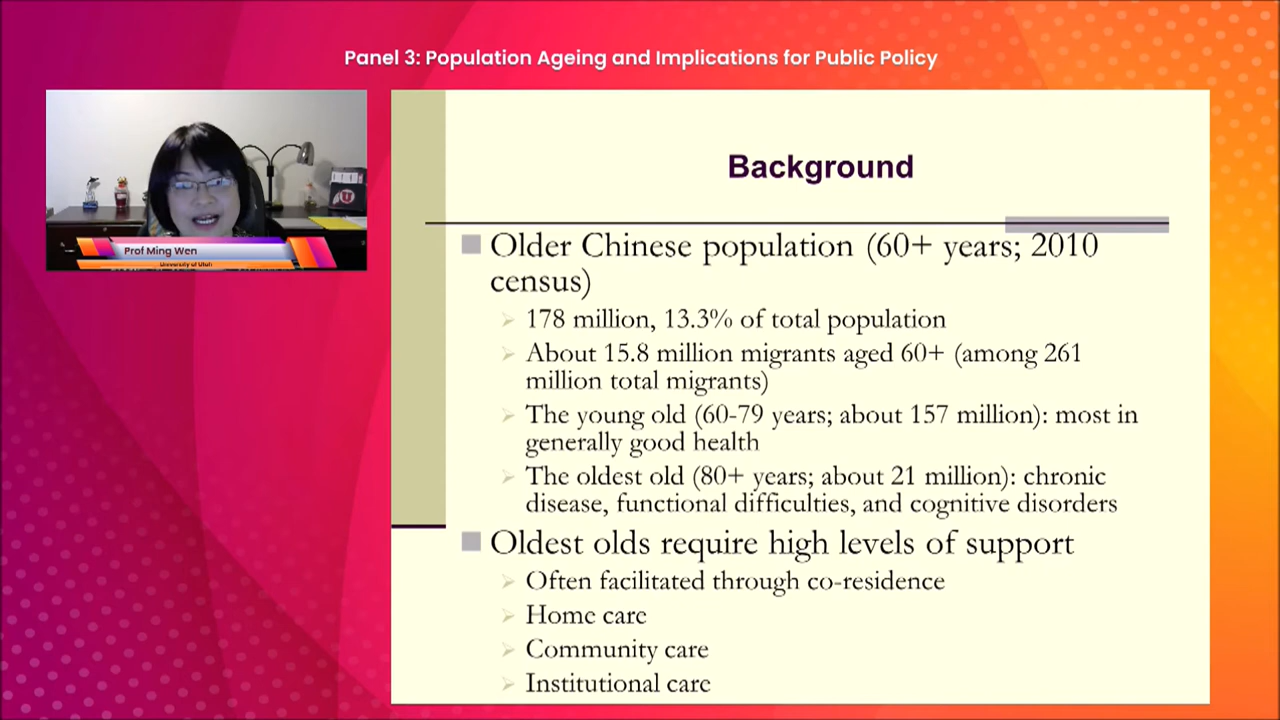 Panel 3: Population Ageing and Implications for Public Policy
Prof Ming Wen
University of Utah
U
Background
Older Chinese population (60+ years; 2010
census)
178 million, 13.3% of total population
About 15.8 million migrants aged 60+ (among 261
million total migrants)
The young old (60-79 years; about 157 million): most in
generally good health
The oldest old (80+ years; about 21 million): chronic
disease, functional difficulties, and cognitive disorders
Oldest olds require high levels of support
Often facilitated through co-residence
Home care
Community care
Institutional care